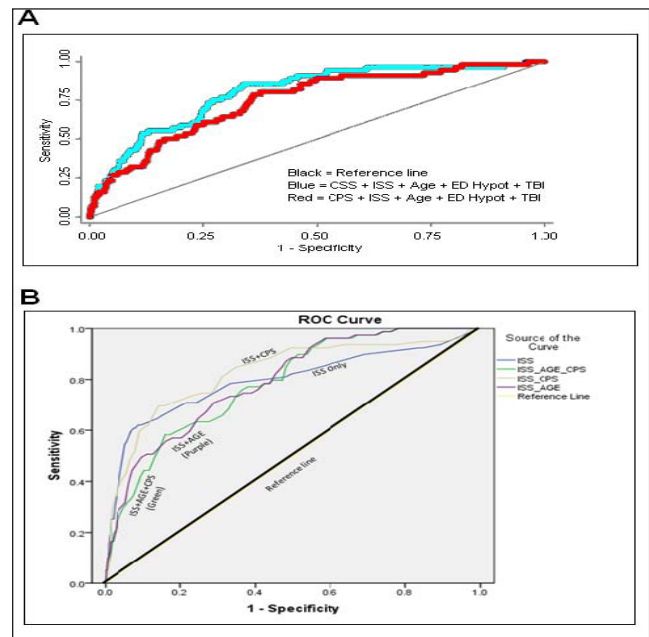 A
1.00
0.75
0.50
0.25
0.00
Sensitivity
Black = Reference line
Blue = CSS + ISS + Age + ED Hypot + TBI
Red = CPS + ISS + Age + ED Hypot + TBI
0.00 0.25 0.50 0.75 1.00
1 - Specificity
B
ROC Curve
1.0
0.8
0.6
0.4
0.2
0.0
Sensitivity
ISS+CPS
ISS Only
ISS+AGE
(Purple)
ISS+AGE+CPS
(Green)
Reference line
Source of the
Curve
ISS
ISS_AGE_CPS
ISS_CPS
ISS_AGE
Reference Line
0.0 0.2 0.4 0.6 0.8 1.0
1 - Specificity